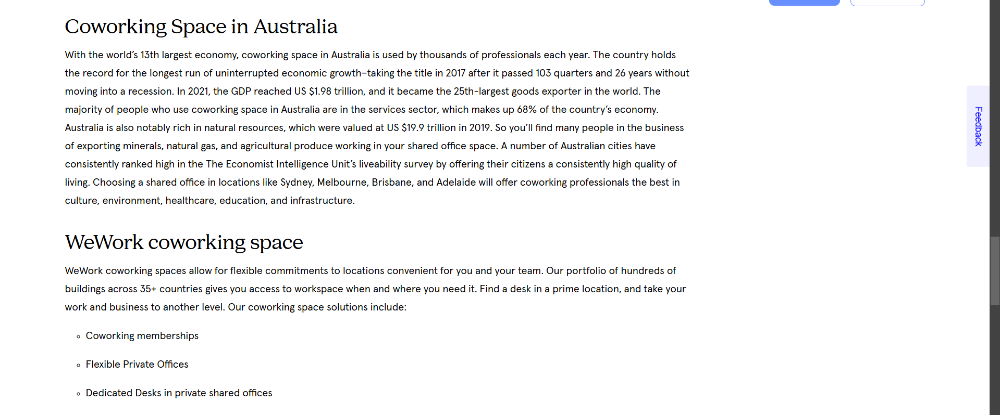 Coworking Space in Australia
With the world’s 13th largest economy, coworking space in Australia is used by thousands of professionals each year. The country holds
the record for the longest run of uninterrupted economic growth–taking the title in 2017 after it passed 103 quarters and 26 years without
moving into a recession. In 2021, the GDP reached US $1.98 trillion, and it became the 25th-largest goods exporter in the world. The
majority of people who use coworking space in Australia are in the services sector, which makes up 68% of the country’s economy.
Australia is also notably rich in natural resources, which were valued at US $19.9 trillion in 2019. So you’ll find many people in the business
of exporting minerals, natural gas, and agricultural produce working in your shared office space. A number of Australian cities have
consistently ranked high in the The Economist Intelligence Unit’s liveability survey by offering their citizens a consistently high quality of
living. Choosing a shared office in locations like Sydney, Melbourne, Brisbane, and Adelaide will offer coworking professionals the best in
culture, environment, healthcare, education, and infrastructure.
WeWork coworking space
WeWork coworking spaces allow for flexible commitments to locations convenient for you and your team. Our portfolio of hundreds of
buildings across 35+ countries gives you access to workspace when and where you need it. Find a desk in a prime location, and take your
work and business to another level. Our coworking space solutions include:
Coworking memberships
Flexible Private Offices
Dedicated Desks in private shared offices
Feedback